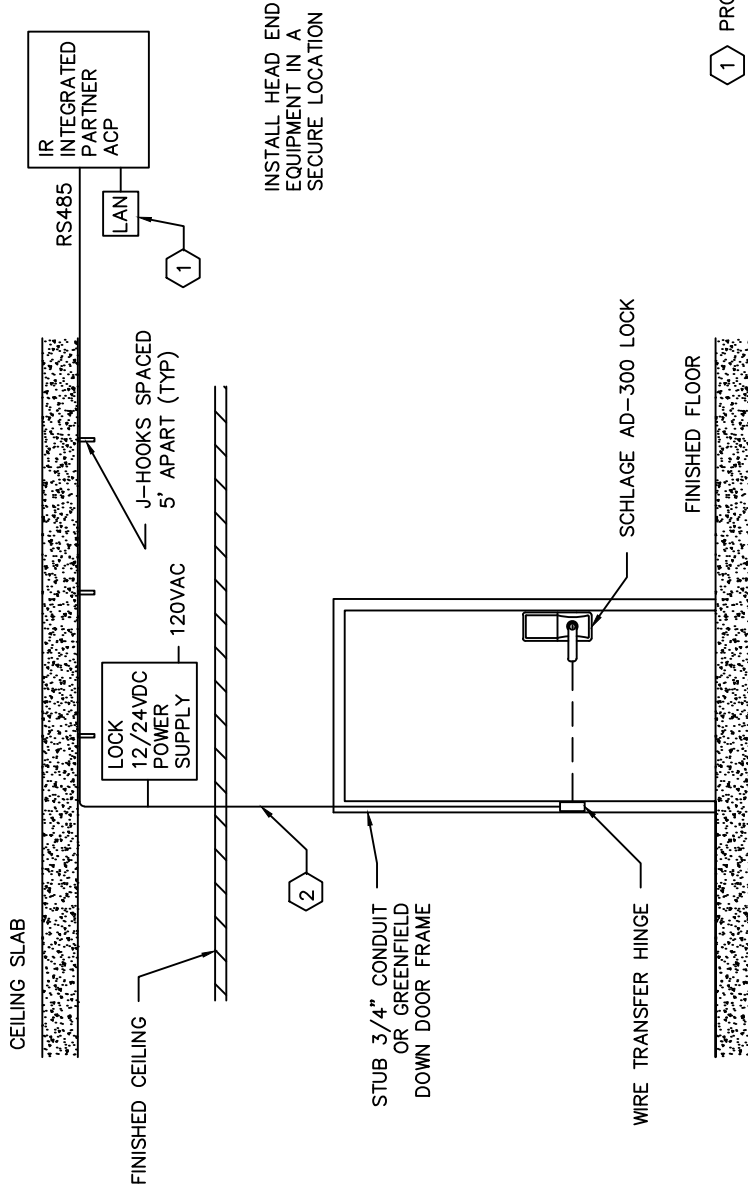 CEILING SLAB
FINISHED CEILING
LOCK
12/24VDC
POWER
SUPPLY
120VAC
J-HOOKS SPACED
5' APART (TYP)
RS485
LAN
IR
INTEGRATED
PARTNER
ACP
1
INSTALL HEAD END
EQUIPMENT IN A
SECURE LOCATION
2
STUB 3/4" CONDUIT
OR GREENFIELD
DOWN DOOR FRAME
WIRE TRANSFER HINGE
SCHLAGE AD-300 LOCK
FINISHED FLOOR
1 PRO